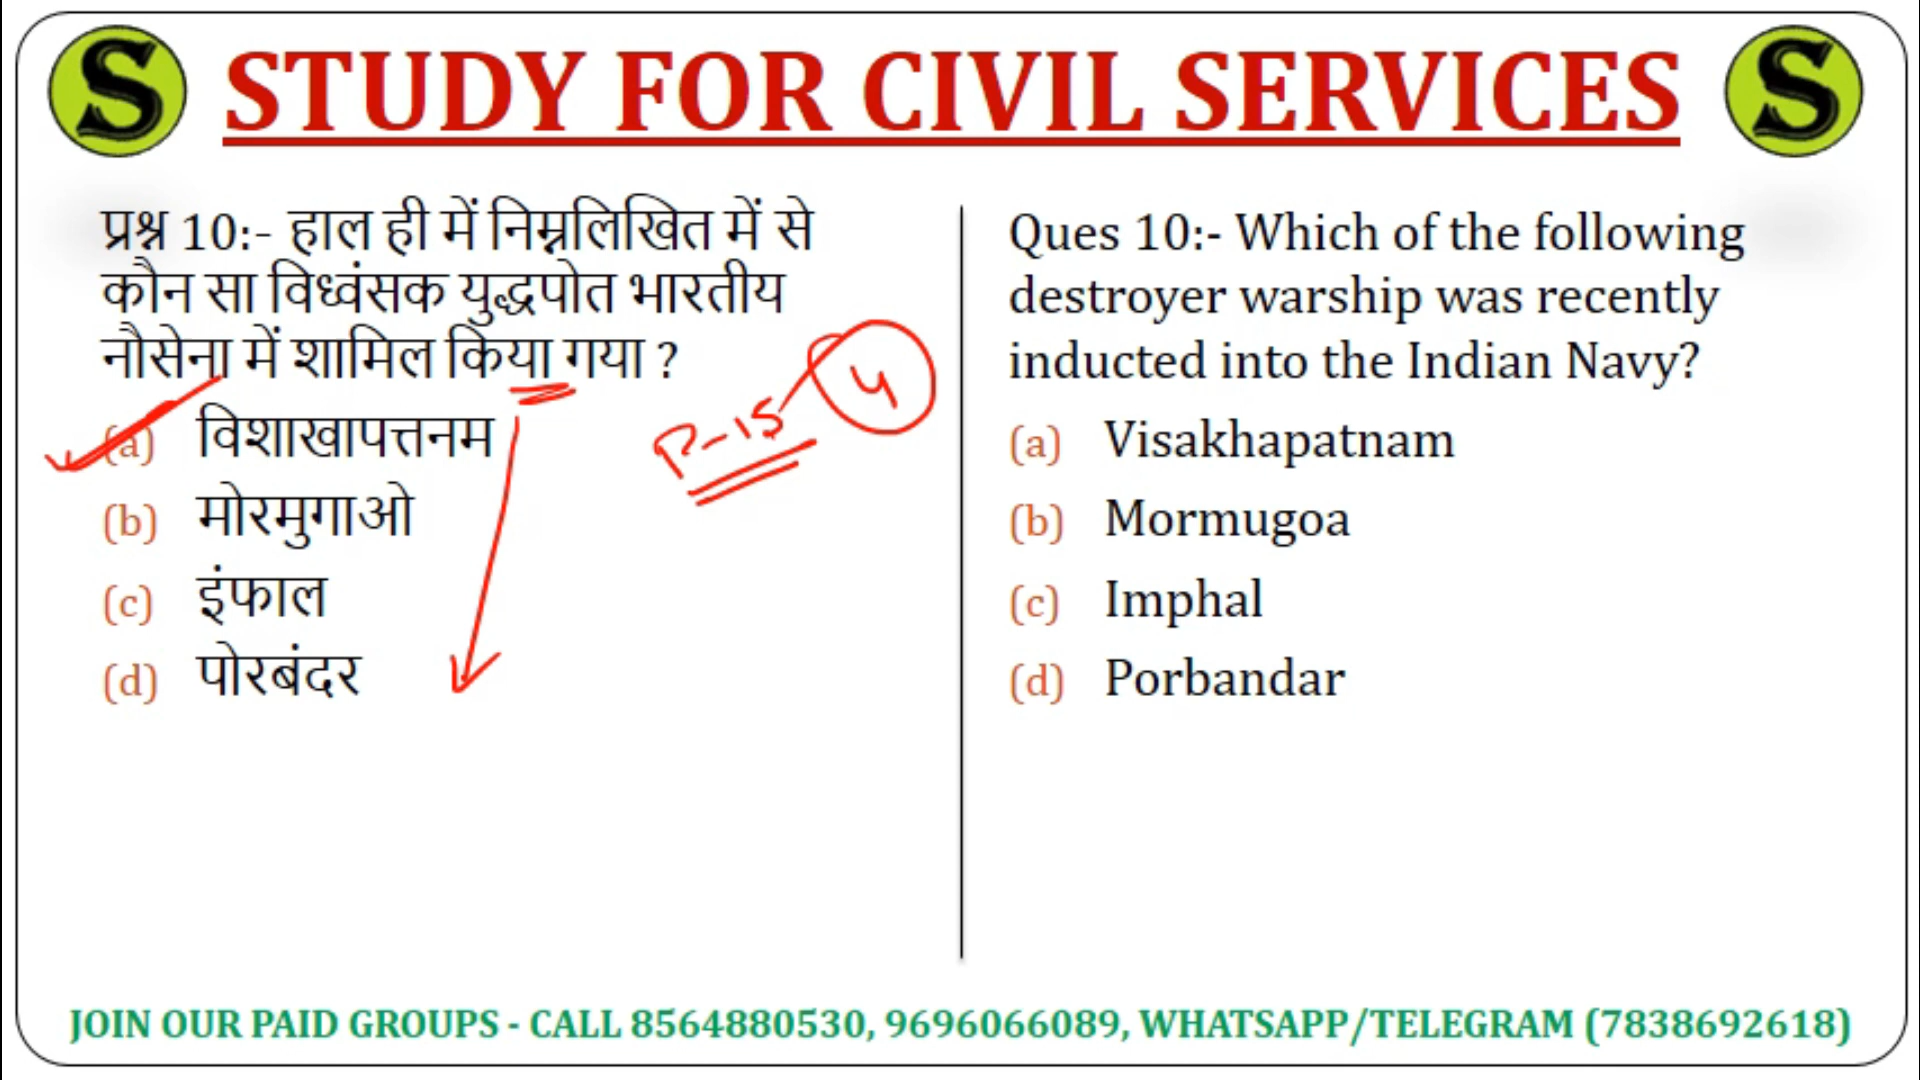 S STUDY FOR CIVIL SERVICES S
प्रश्न 10:- हाल ही में निम्नलिखित में से
कौन सा विध्वंसक युद्धपोत भारतीय
नौसेना में शामिल किया गया ?
(a) विशाखापत्तनम
(b) मोरमुगाओ
(c) इंफाल
(d) पोरबंदर
P-15
4
Ques 10:- Which of the following
destroyer warship was recently
inducted into the Indian Navy?
(a) Visakhapatnam
(b) Mormugoa
(c) Imphal
(d) Porbandar
JOIN OUR PAID GROUPS - CALL 8564880530, 9696066089, WHATSAPP/TELEGRAM (7838692618)